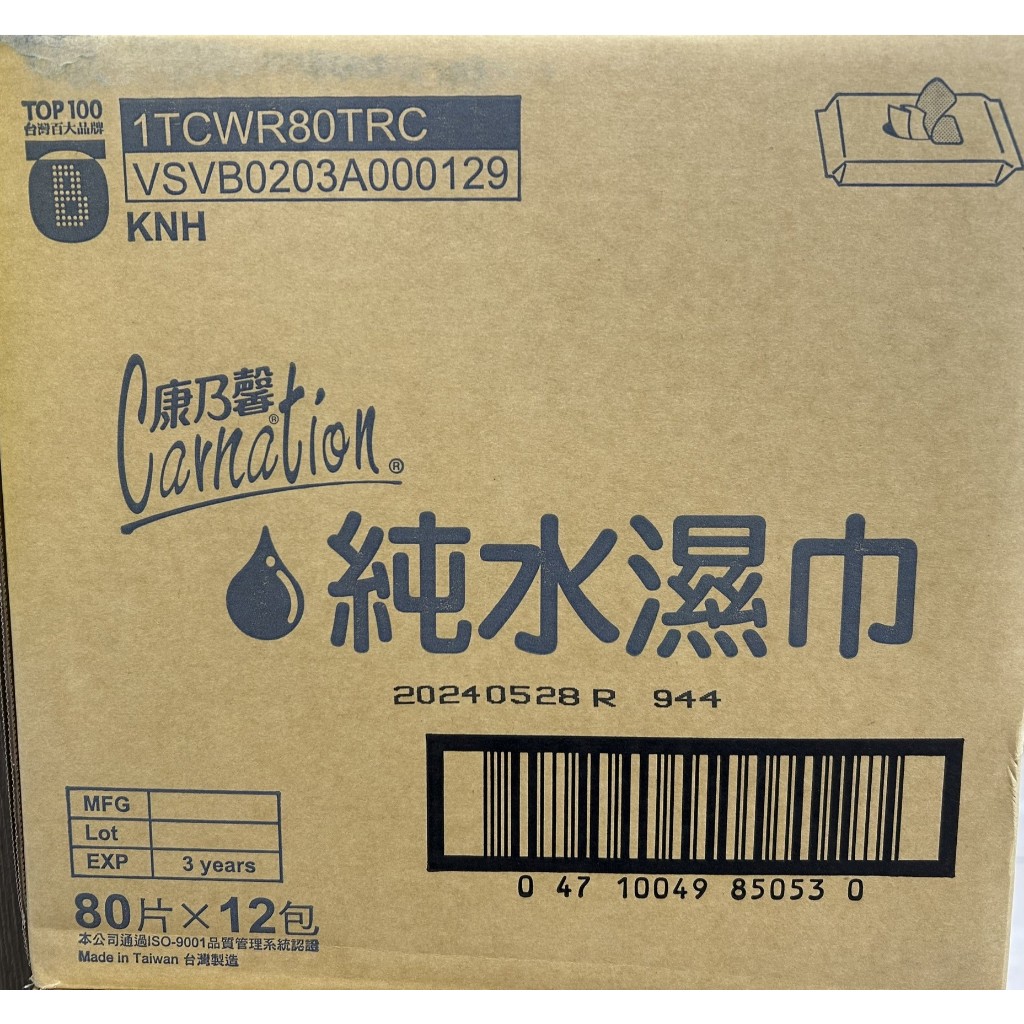 TOP 100
台灣百大品牌
1TCWR80TRC
VSVB0203A000129
KNH
康乃馨®
Carnation®
純水濕巾
20240528 R 944
MFG
Lot
EXP 3 years
0 47 10049 85053 0
80片×12包
本公司通過ISO-9001品質管理系統認證
Made in Taiwan 台灣製造